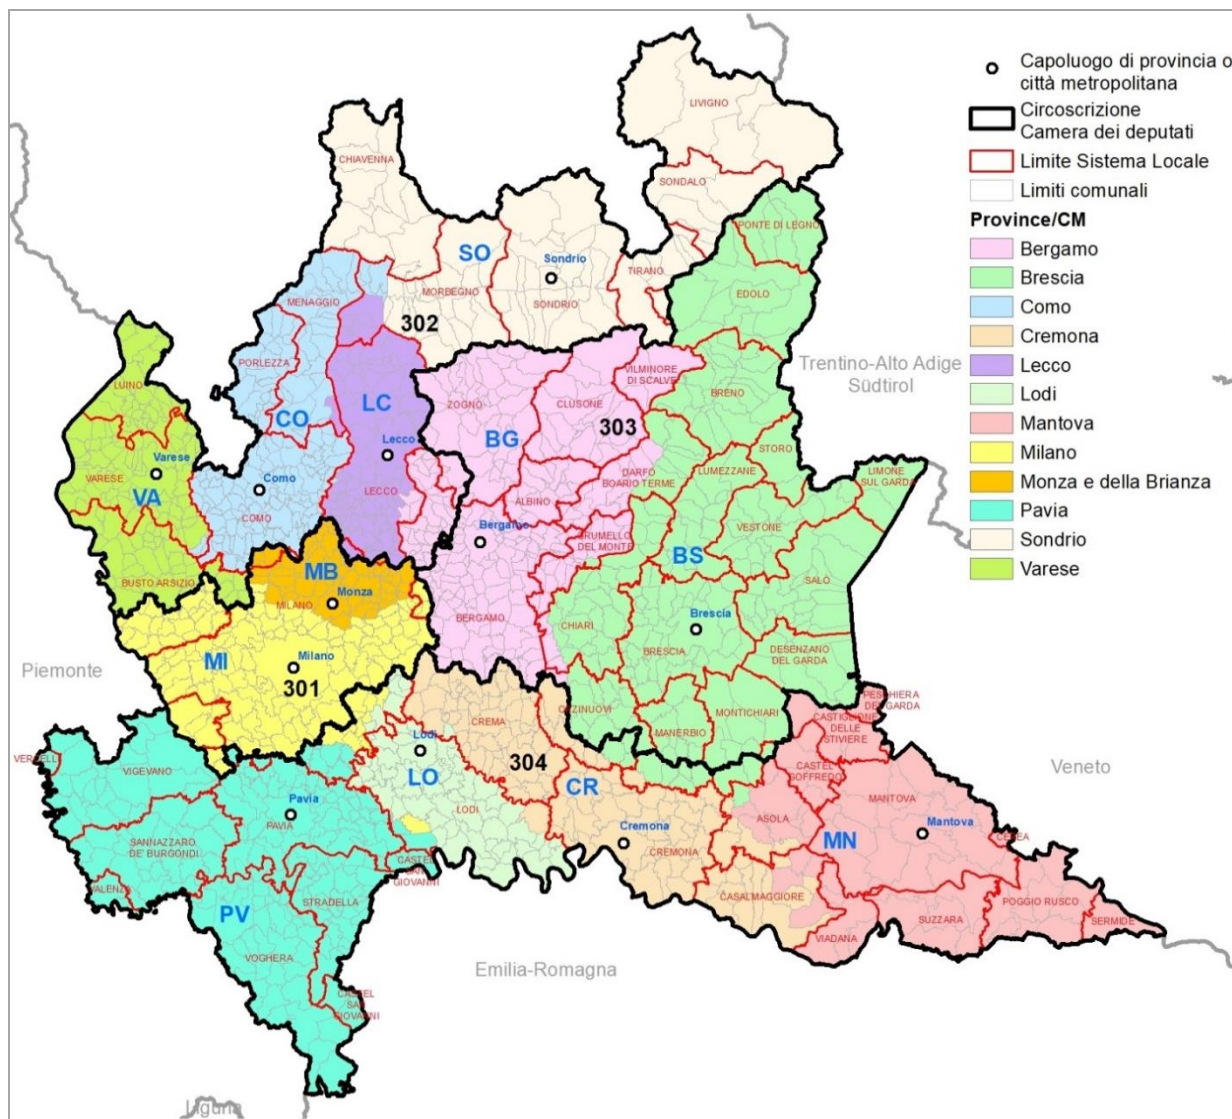 Capoluogo di provincia o
città metropolitana
Circoscrizione
Camera dei deputati
Limite Sistema Locale
Limiti comunali
Province/CM
Bergamo
Brescia
Como
Cremona
Lecco
Lodi
Mantova
Milano
Monza e della Brianza
Pavia
Sondrio
Varese
LIVIGNO
CHIAVENNA
SONDALO
PONTE DI LEGNO
SO
Sondrio
TIRANO
MORBEGNO
SONDRIO
EDOLO
MENAGGIO
302
Trentino-Alto Adige
Südtirol
PORLEZZA
VILMINORE
DI SCALVE
BRENO
LUINO
ZOGNO
CLUSONE
CO
LC
BG
303
STORO
Lecco
Varese
VARESE
VA
Como
COMO
LECCO
DARFO
BOARIO TERME
LUMEZZANE
LIMONE
SUL GARDA
ALBINO
VESTONE
Bergamo
GRUMELLO
DEL MONTE
BS
BUSTO ARSIZIO
MB
Monza
MILANO
SALÒ
BERGAMO
CHIARI
Brescia
BRESCIA
DESENZANO
DEL GARDA
Piemonte
MI
Milano
301
PESCHIERA
DEL GARDA
CASTIGLIONE
DELLE
STIVIERE
CREMA
ORZINUOVI
MONTICHIARI
MANERBIO
Lodi
304
VERCELLI
VIGEVANO
LO
CR
CASTEL
GOFFREDO
Veneto
Pavia
PAVIA
LODI
MANTOVA
ASOLA
Mantova
SANNAZZARO
DE' BURGONDI
Cremona
CREMONA
MN
CEREA
CASTEL
SAN
GIOVANNI
VALENZA
CASALMAGGIORE
POGGIO RUSCO
SERMIDE
STRADELLA
PV
SUZZARA
VIADANA
VOGHERA
Emilia-Romagna
CASTEL
SAN
GIOVANNI
Liguria